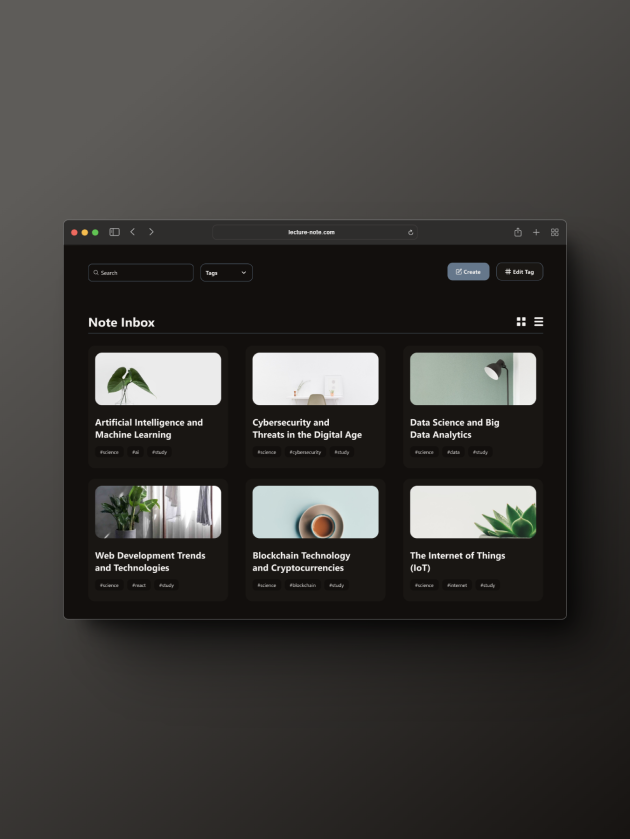 lecture-note.com
Search
Tags
Create
# Edit Tag
Note Inbox
Artificial Intelligence and
Machine Learning
#science #ai #study
Cybersecurity and
Threats in the Digital Age
#science #cybersecurity #study
Data Science and Big
Data Analytics
#science #data #study
Web Development Trends
and Technologies
#science #react #study
Blockchain Technology
and Cryptocurrencies
#science #blockchain #study
The Internet of Things
(IoT)
#science #internet #study